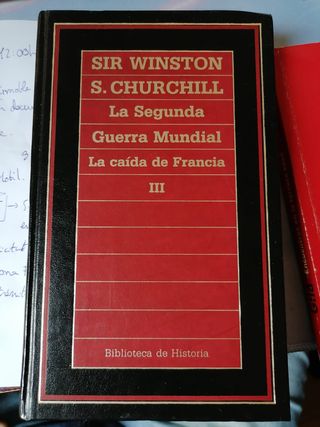 SIR WINSTON
S. CHURCHILL
La Segunda
Guerra Mundial
La caída de Francia
III
Biblioteca de Historia